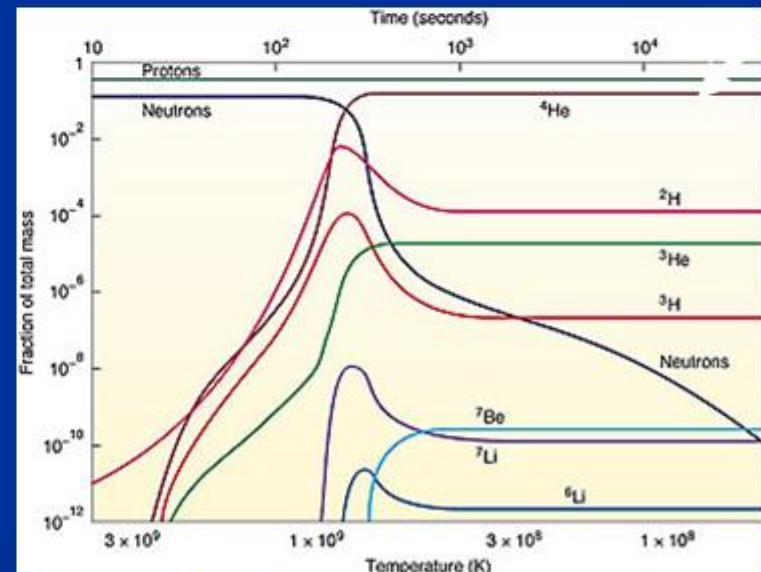 Time (seconds)
10 10² 10³ 10⁴
1
Protons
Neutrons
⁴He
10⁻²
²H
10⁻⁴
³He
10⁻⁶
³H
10⁻⁸
Neutrons
⁷Be
10⁻¹⁰
⁷Li
⁶Li
10⁻¹²
Fraction of total mass
3 × 10⁹ 1 × 10⁹ 3 × 10⁸ 1 × 10⁸
Temperature (K)